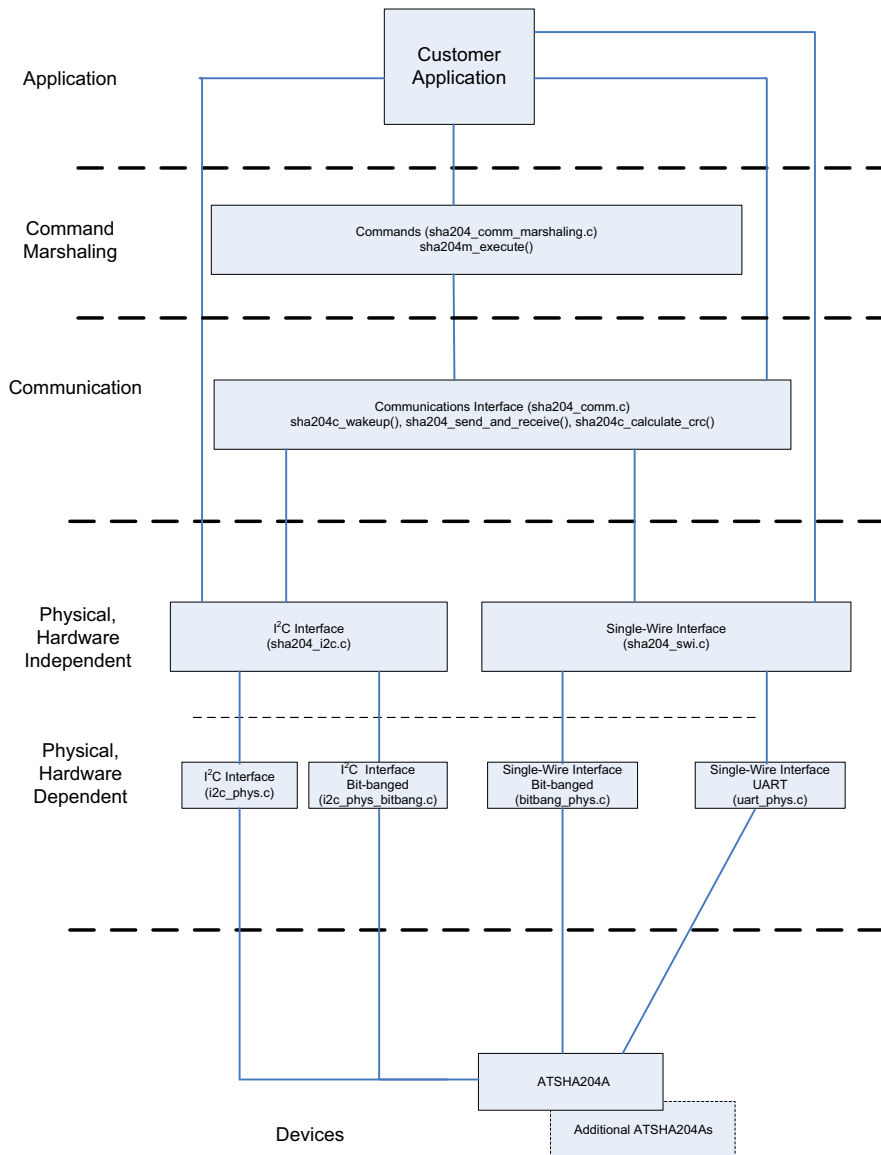 Customer
Application
Application
Command
Marshaling
Commands (sha204_comm_marshaling.c)
sha204m_execute()
Communication
Communications Interface (sha204_comm.c)
sha204c_wakeup(), sha204_send_and_receive(), sha204c_calculate_crc()
Physical,
Hardware
Independent
I²C Interface
(sha204_i2c.c)
Single-Wire Interface
(sha204_swi.c)
Physical,
Hardware
Dependent
I²C Interface
(i2c_phys.c)
I²C Interface
Bit-banged
(i2c_phys_bitbang.c)
Single-Wire Interface
Bit-banged
(bitbang_phys.c)
Single-Wire Interface
UART
(uart_phys.c)
ATSHA204A
Additional ATSHA204As
Devices